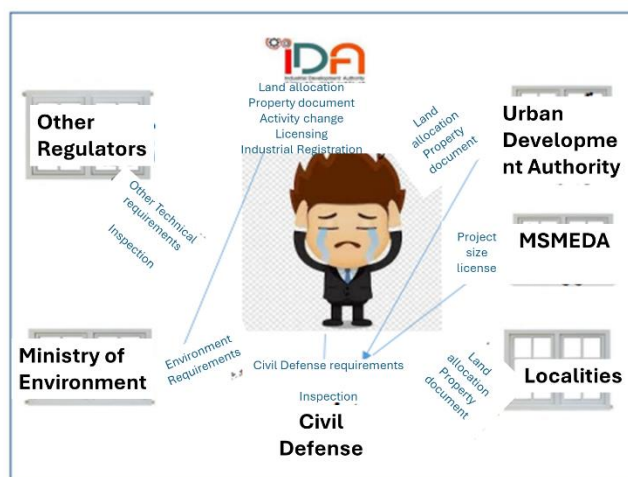 iDA
Industrial Development Authority
Land allocation
Property document
Activity change
Licensing
Industrial Registration
Other
Regulators
Other Technical
requirements
Inspection
Land
allocation
Property
document
Urban
Developme
nt Authority
Project
size
license
MSMEDA
Ministry of
Environment
Environment
Requirements
Civil Defense requirements
Inspection
Civil
Defense
Land
allocation
Property
document
Localities